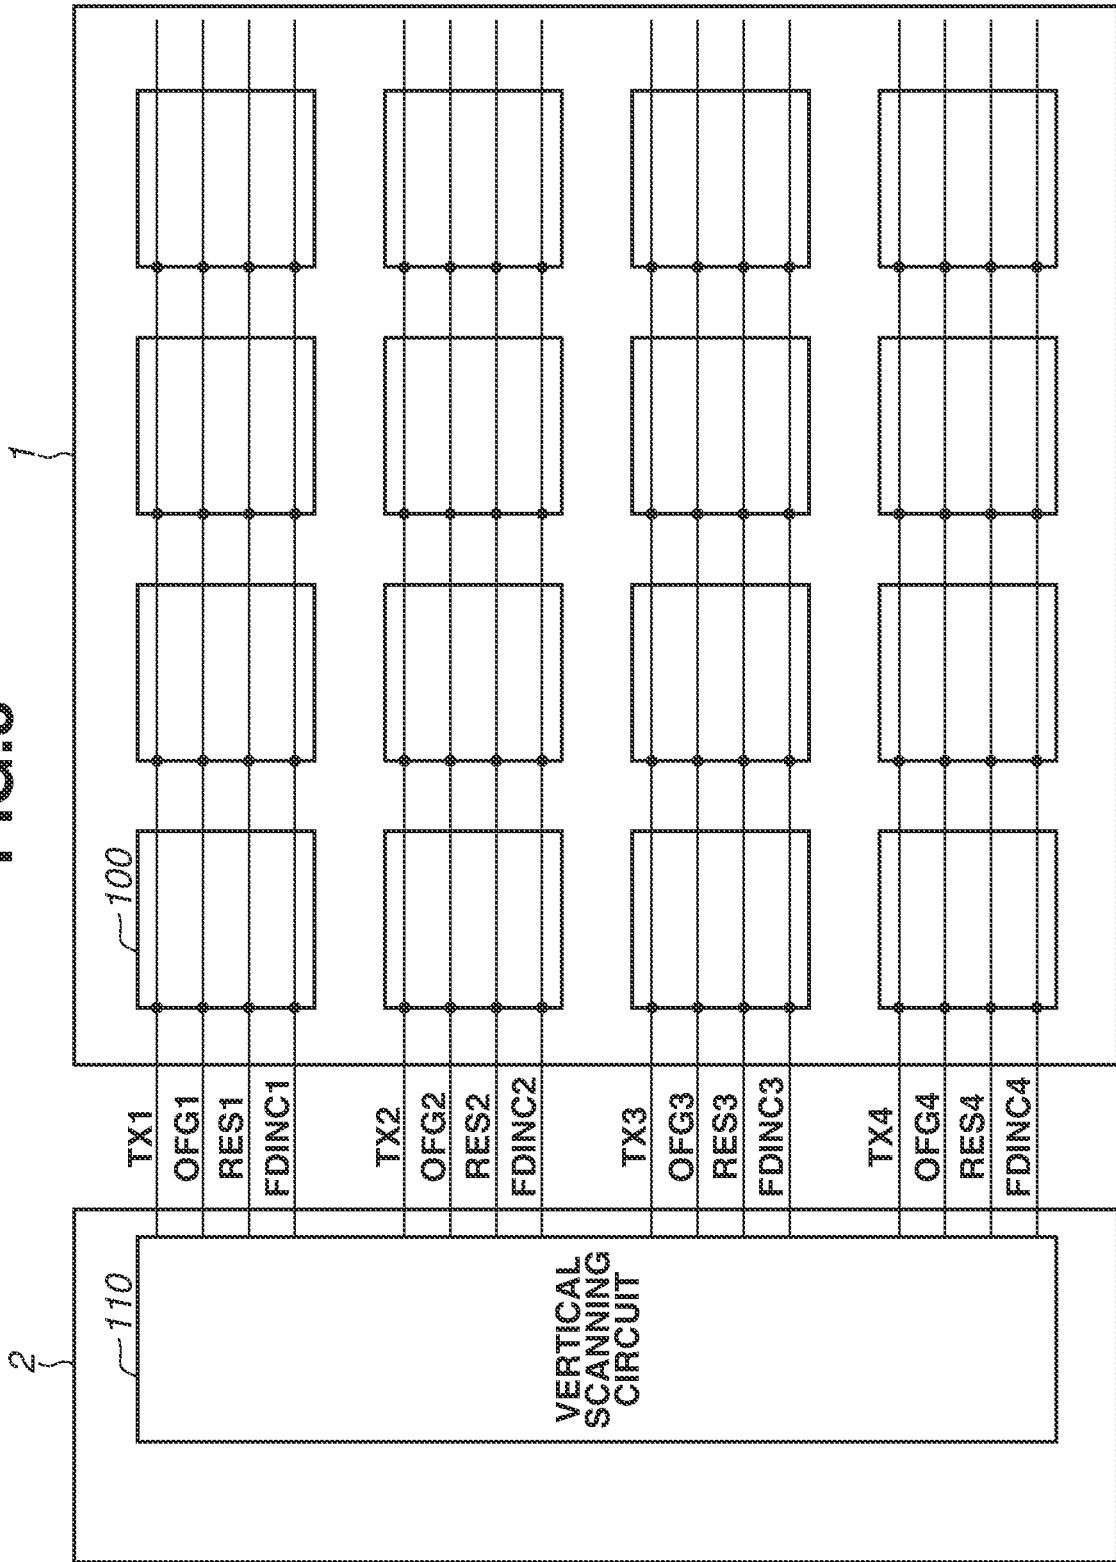 2
1
110
100
TX1
OFG1
RES1
FDINC1
TX2
OFG2
RES2
FDINC2
VERTICAL
SCANNING
CIRCUIT
TX3
OFG3
RES3
FDINC3
TX4
OFG4
RES4
FDINC4